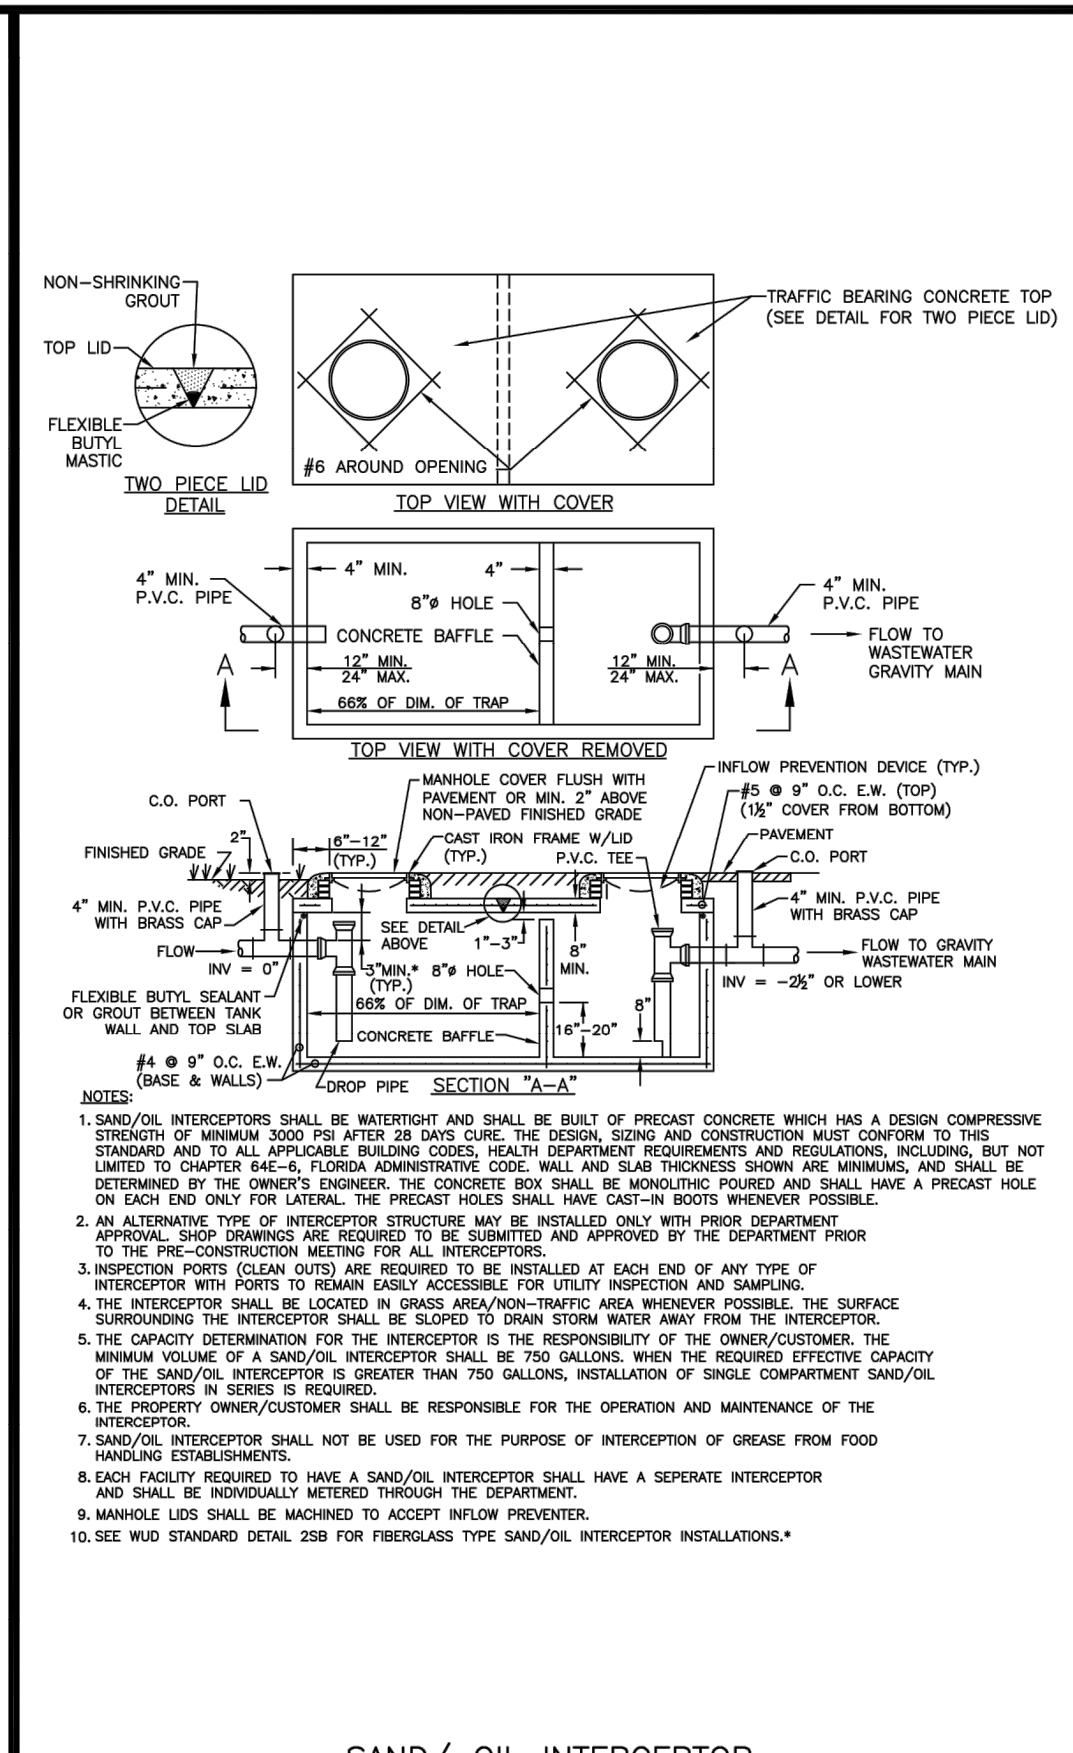 NON-SHRINKING
GROUT
TOP LID
FLEXIBLE
BUTYL
MASTIC
TWO PIECE LID
DETAIL
TRAFFIC BEARING CONCRETE TOP
(SEE DETAIL FOR TWO PIECE LID)
#6 AROUND OPENING
TOP VIEW WITH COVER
4" MIN.
P.V.C. PIPE
4" MIN.
4"
8"ø HOLE
CONCRETE BAFFLE
4" MIN.
P.V.C. PIPE
FLOW TO
WASTEWATER
GRAVITY MAIN
A
12" MIN.
24" MAX.
12" MIN.
24" MAX.
A
66% OF DIM. OF TRAP
TOP VIEW WITH COVER REMOVED
C.O. PORT
MANHOLE COVER FLUSH WITH
PAVEMENT OR MIN. 2" ABOVE
NON-PAVED FINISHED GRADE
INFLOW PREVENTION DEVICE (TYP.)
#5 @ 9" O.C. E.W. (TOP)
(1½" COVER FROM BOTTOM)
2"
6"-12"
(TYP.)
CAST IRON FRAME W/LID
(TYP.)
P.V.C. TEE
PAVEMENT
C.O. PORT
FINISHED GRADE
4" MIN. P.V.C. PIPE
WITH BRASS CAP
4" MIN. P.V.C. PIPE
WITH BRASS CAP
SEE DETAIL
ABOVE
1"-3"
8"
MIN.
FLOW
INV = 0"
FLOW TO GRAVITY
WASTEWATER MAIN
INV = -2½" OR LOWER
3"MIN.*
(TYP.)
8"ø HOLE
FLEXIBLE BUTYL SEALANT
OR GROUT BETWEEN TANK
WALL AND TOP SLAB
66% OF DIM. OF TRAP
8"
16"-20"
CONCRETE BAFFLE
#4 @ 9" O.C. E.W.
(BASE & WALLS)
DROP PIPE
SECTION "A-A"
NOTES:
1. SAND/OIL INTERCEPTORS SHALL BE WATERTIGHT AND SHALL BE BUILT OF PRECAST CONCRETE WHICH HAS A DESIGN COMPRESSIVE
STRENGTH OF MINIMUM 3000 PSI AFTER 28 DAYS CURE. THE DESIGN, SIZING AND CONSTRUCTION MUST CONFORM TO THIS
STANDARD AND TO ALL APPLICABLE BUILDING CODES, HEALTH DEPARTMENT REQUIREMENTS AND REGULATIONS, INCLUDING, BUT NOT
LIMITED TO CHAPTER 64E-6, FLORIDA ADMINISTRATIVE CODE. WALL AND SLAB THICKNESS SHOWN ARE MINIMUMS, AND SHALL BE
DETERMINED BY THE OWNER'S ENGINEER. THE CONCRETE BOX SHALL BE MONOLITHIC POURED AND SHALL HAVE A PRECAST HOLE
ON EACH END ONLY FOR LATERAL. THE PRECAST HOLES SHALL HAVE CAST-IN BOOTS WHENEVER POSSIBLE.
2. AN ALTERNATIVE TYPE OF INTERCEPTOR STRUCTURE MAY BE INSTALLED ONLY WITH PRIOR DEPARTMENT
APPROVAL. SHOP DRAWINGS ARE REQUIRED TO BE SUBMITTED AND APPROVED BY THE DEPARTMENT PRIOR
TO THE PRE-CONSTRUCTION MEETING FOR ALL INTERCEPTORS.
3. INSPECTION PORTS (CLEAN OUTS) ARE REQUIRED TO BE INSTALLED AT EACH END OF ANY TYPE OF
INTERCEPTOR WITH PORTS TO REMAIN EASILY ACCESSIBLE FOR UTILITY INSPECTION AND SAMPLING.
4. THE INTERCEPTOR SHALL BE LOCATED IN GRASS AREA/NON-TRAFFIC AREA WHENEVER POSSIBLE. THE SURFACE
SURROUNDING THE INTERCEPTOR SHALL BE SLOPED TO DRAIN STORM WATER AWAY FROM THE INTERCEPTOR.
5. THE CAPACITY DETERMINATION FOR THE INTERCEPTOR IS THE RESPONSIBILITY OF THE OWNER/CUSTOMER. THE
MINIMUM VOLUME OF A SAND/OIL INTERCEPTOR SHALL BE 750 GALLONS. WHEN THE REQUIRED EFFECTIVE CAPACITY
OF THE SAND/OIL INTERCEPTOR IS GREATER THAN 750 GALLONS, INSTALLATION OF SINGLE COMPARTMENT SAND/OIL
INTERCEPTORS IN SERIES IS REQUIRED.
6. THE PROPERTY OWNER/CUSTOMER SHALL BE RESPONSIBLE FOR THE OPERATION AND MAINTENANCE OF THE
INTERCEPTOR.
7. SAND/OIL INTERCEPTOR SHALL NOT BE USED FOR THE PURPOSE OF INTERCEPTION OF GREASE FROM FOOD
HANDLING ESTABLISHMENTS.
8. EACH FACILITY REQUIRED TO HAVE A SAND/OIL INTERCEPTOR SHALL HAVE A SEPERATE INTERCEPTOR
AND SHALL BE INDIVIDUALLY METERED THROUGH THE DEPARTMENT.
9. MANHOLE LIDS SHALL BE MACHINED TO ACCEPT INFLOW PREVENTER.
10. SEE WUD STANDARD DETAIL 2SB FOR FIBERGLASS TYPE SAND/OIL INTERCEPTOR INSTALLATIONS.*
SAND/ OIL INTERCEPTOR